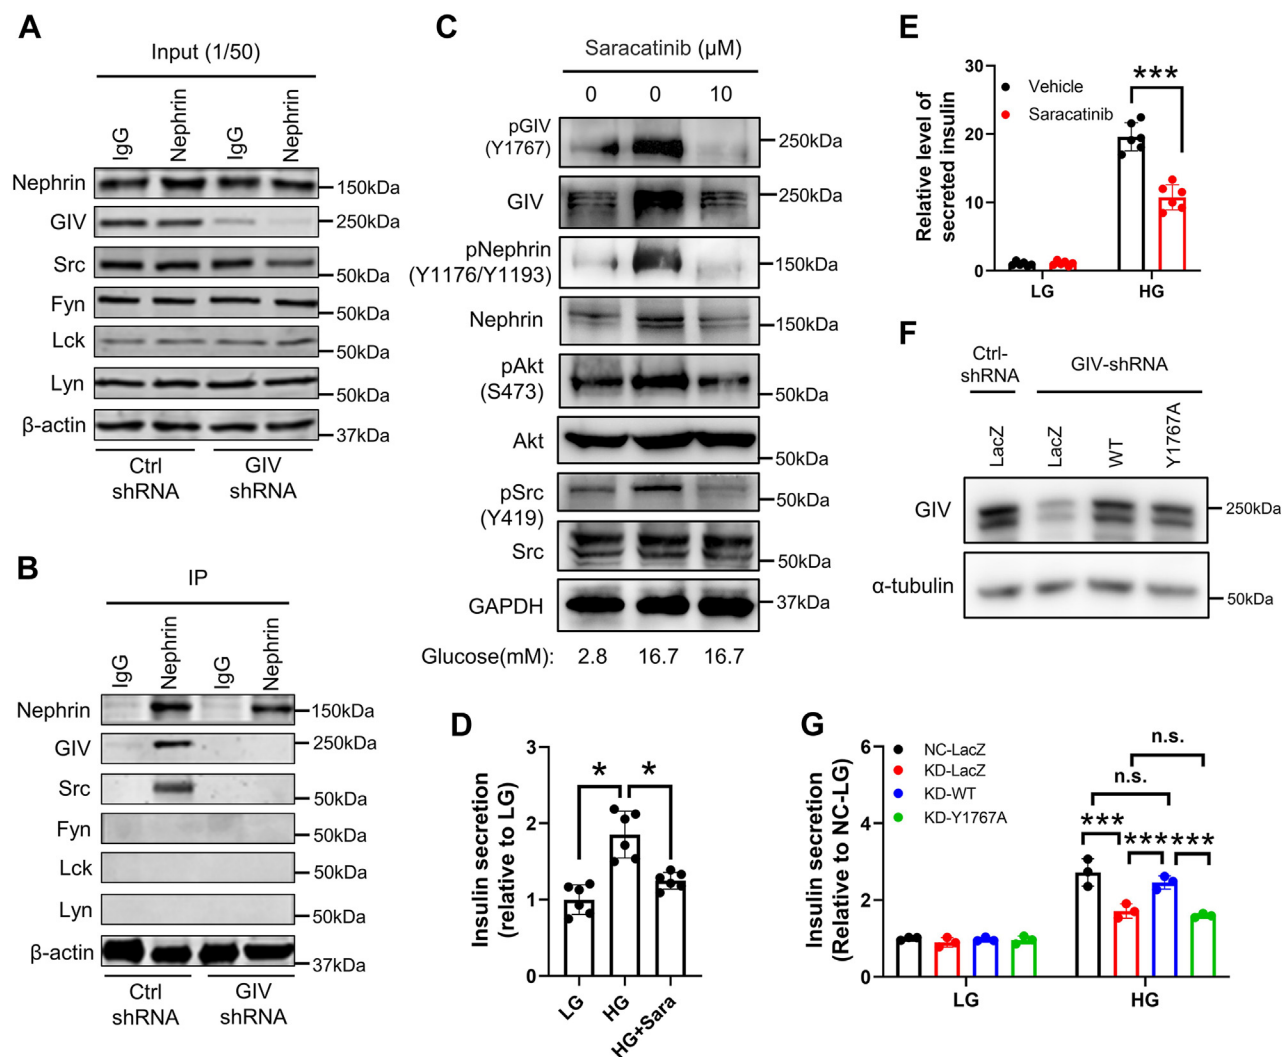 A
Input (1/50)
IgG
Nephrin
IgG
Nephrin
Nephrin
150kDa
GIV
250kDa
Src
50kDa
Fyn
50kDa
Lck
50kDa
Lyn
50kDa
β-actin
37kDa
Ctrl
shRNA
GIV
shRNA
B
IP
IgG
Nephrin
IgG
Nephrin
Nephrin
150kDa
GIV
250kDa
Src
50kDa
Fyn
50kDa
Lck
50kDa
Lyn
50kDa
β-actin
37kDa
Ctrl
shRNA
GIV
shRNA
C
Saracatinib (μM)
0 0 10
pGIV
(Y1767)
250kDa
GIV
250kDa
pNephrin
(Y1176/Y1193)
150kDa
Nephrin
150kDa
pAkt
(S473)
50kDa
Akt
50kDa
pSrc
(Y419)
50kDa
Src
50kDa
GAPDH
37kDa
Glucose(mM): 2.8 16.7 16.7
D
Insulin secretion
(relative to LG)
3
2
1
0
* *
LG
HG
HG+Sara
E
Relative level of
secreted insulin
30
20
10
0
Vehicle
Saracatinib
***
LG HG
F
Ctrl-
shRNA
GIV-shRNA
LacZ
LacZ
WT
Y1767A
GIV
250kDa
α-tubulin
50kDa
G
Insulin secretion
(Relative to NC-LG)
6
4
2
0
NC-LacZ
KD-LacZ
KD-WT
KD-Y1767A
n.s.
n.s.
***
*** ***
LG HG